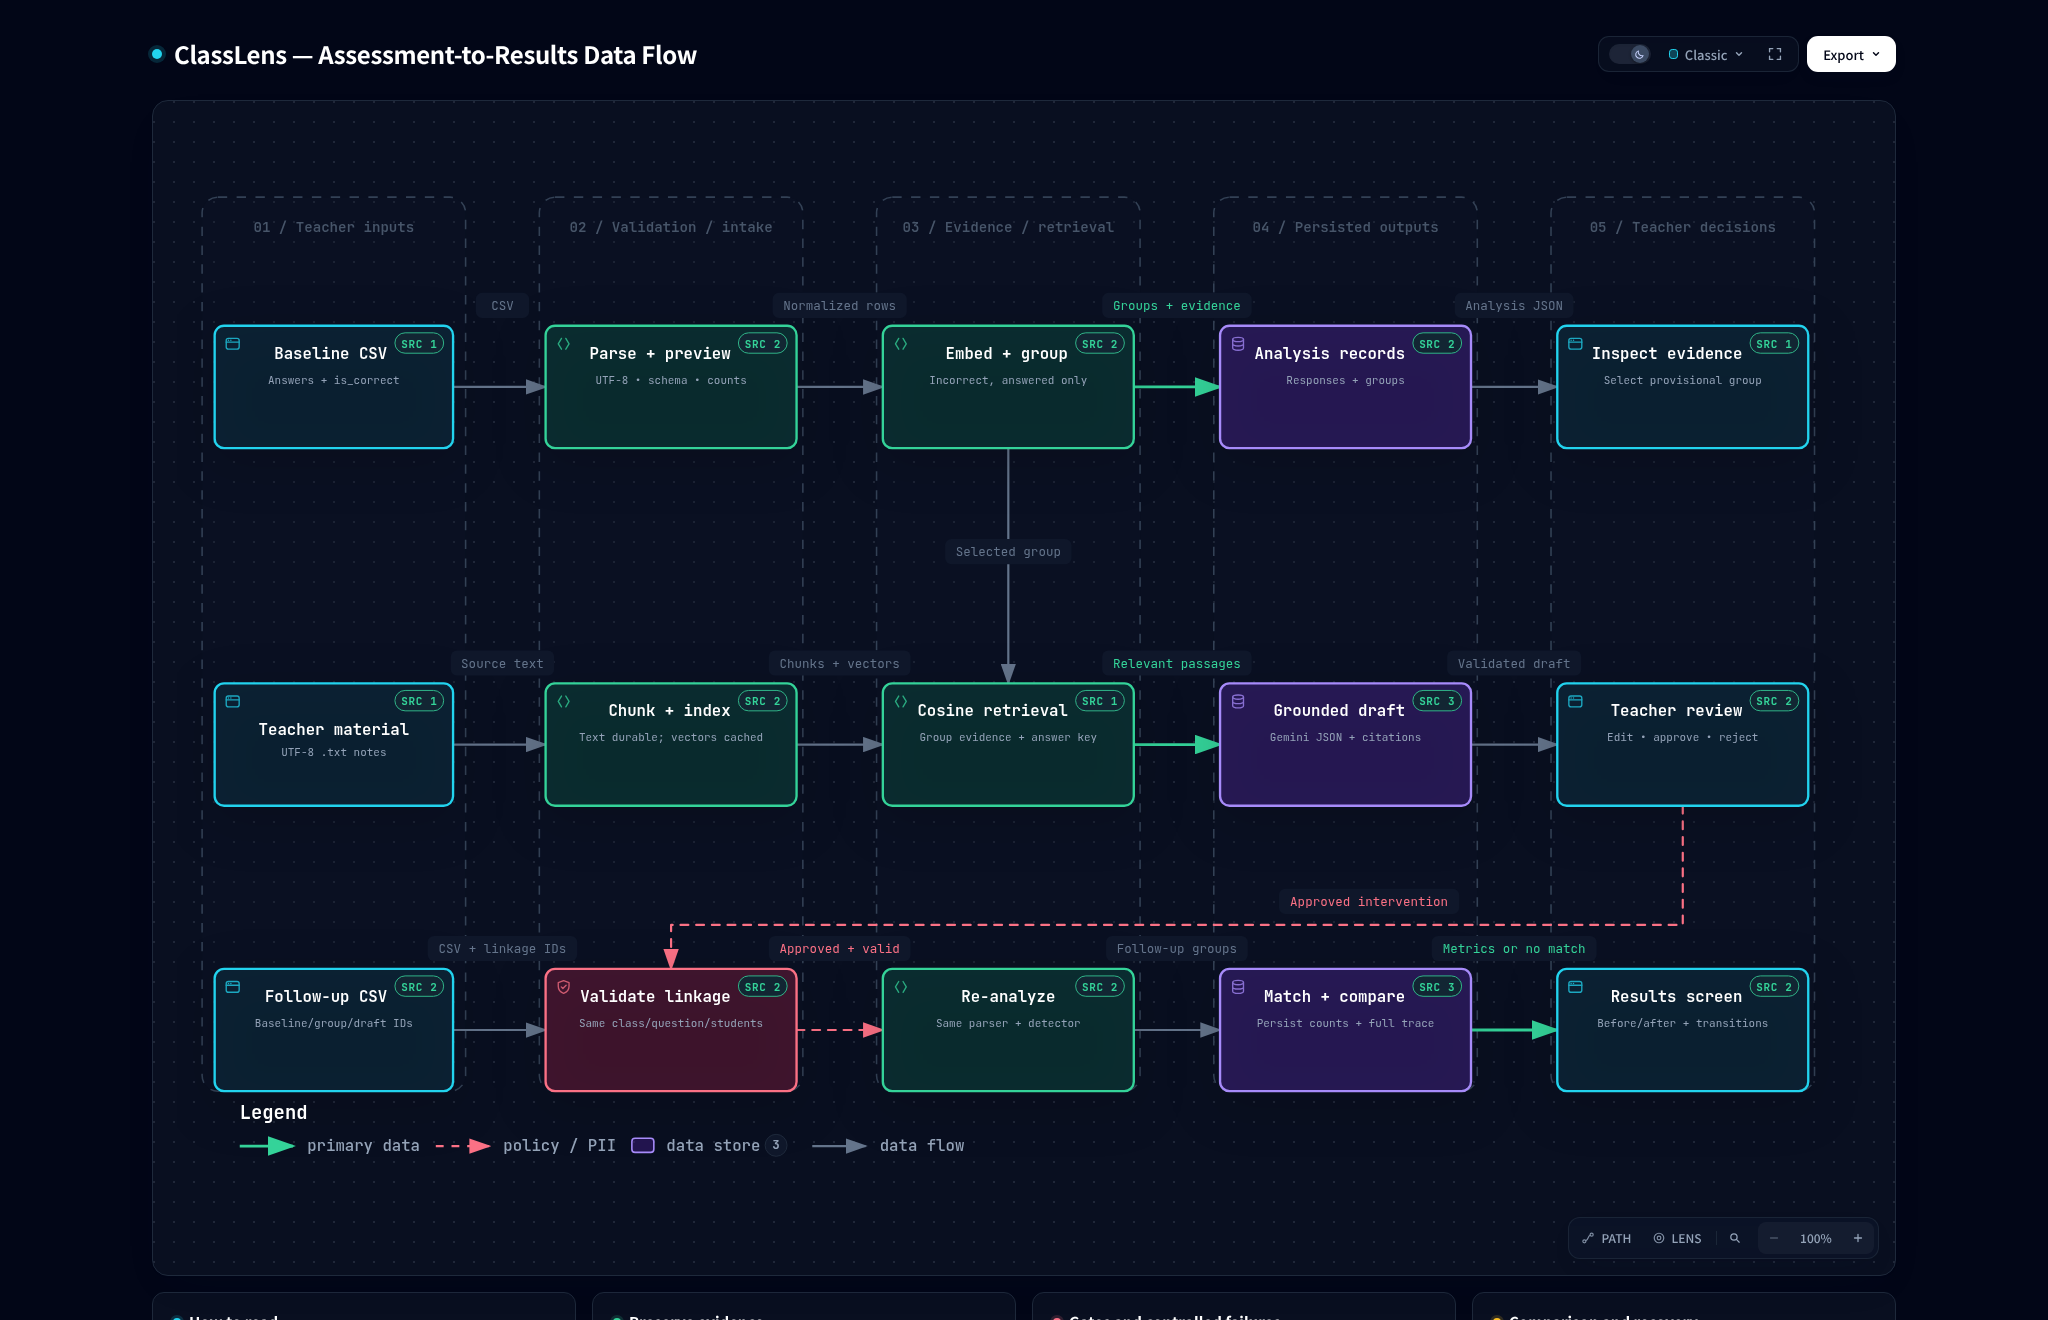 ClassLens — Assessment-to-Results Data Flow
Classic
Export
01 / Teacher inputs
02 / Validation / intake
03 / Evidence / retrieval
04 / Persisted outputs
05 / Teacher decisions
CSV
Normalized rows
Groups + evidence
Analysis JSON
SRC 1
Baseline CSV
Answers + is_correct
SRC 2
Parse + preview
UTF-8 • schema • counts
SRC 2
Embed + group
Incorrect, answered only
SRC 2
Analysis records
Responses + groups
SRC 1
Inspect evidence
Select provisional group
Selected group
Source text
Chunks + vectors
Relevant passages
Validated draft
SRC 1
Teacher material
UTF-8 .txt notes
SRC 2
Chunk + index
Text durable; vectors cached
SRC 1
Cosine retrieval
Group evidence + answer key
SRC 3
Grounded draft
Gemini JSON + citations
SRC 2
Teacher review
Edit • approve • reject
Approved intervention
CSV + linkage IDs
Approved + valid
Follow-up groups
Metrics or no match
SRC 2
Follow-up CSV
Baseline/group/draft IDs
SRC 2
Validate linkage
Same class/question/students
SRC 2
Re-analyze
Same parser + detector
SRC 3
Match + compare
Persist counts + full trace
SRC 2
Results screen
Before/after + transitions
Legend
primary data
policy / PII
data store
3
data flow
PATH
LENS
100%